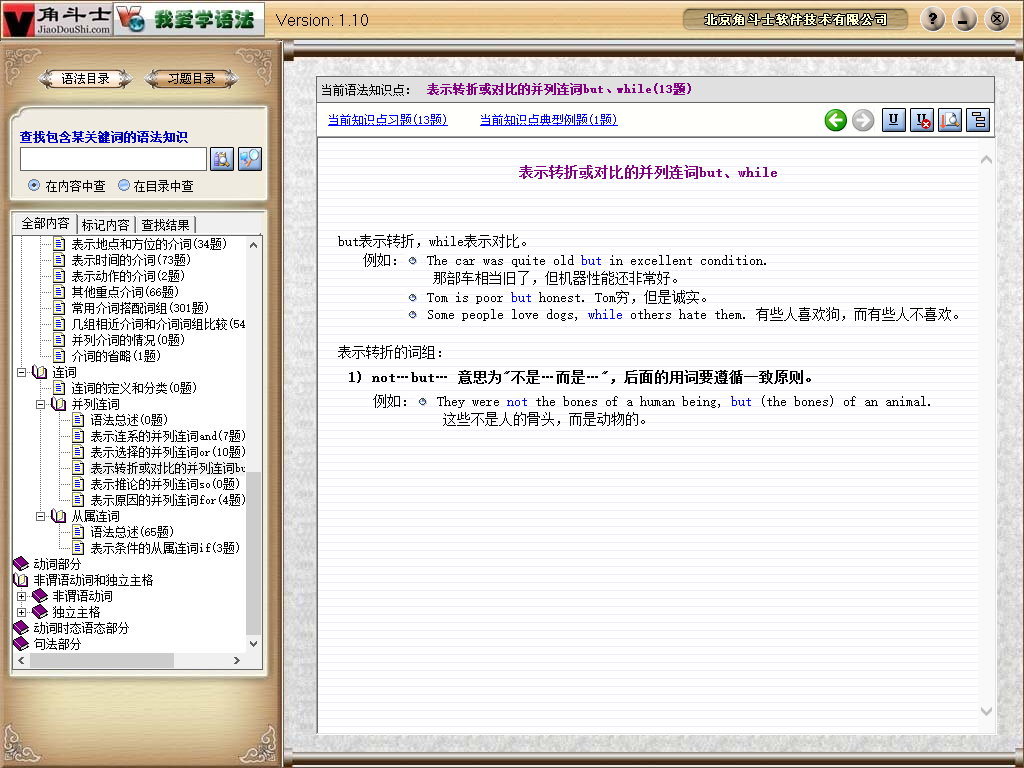 角斗士
JiaoDouShi.com
我爱学语法
Version: 1.10
北京角斗士软件技术有限公司
语法目录
习题目录
查找包含某关键词的语法知识
在内容中查
在目录中查
全部内容
标记内容
查找结果
表示地点和方位的介词(34题)
表示时间的介词(73题)
表示动作的介词(2题)
其他重点介词(66题)
常用介词搭配词组(301题)
几组相近介词和介词词组比较(54
并列介词的情况(0题)
介词的省略(1题)
连词
连词的定义和分类(0题)
并列连词
语法总述(0题)
表示连系的并列连词and(7题)
表示选择的并列连词or(10题)
表示转折或对比的并列连词bu
表示推论的并列连词so(0题)
表示原因的并列连词for(4题)
从属连词
语法总述(65题)
表示条件的从属连词if(3题)
动词部分
非谓语动词和独立主格
非谓语动词
独立主格
动词时态语态部分
句法部分
当前语法知识点： 表示转折或对比的并列连词but、while(13题)
当前知识点习题(13题)
当前知识点典型例题(1题)
表示转折或对比的并列连词but、while
but表示转折，while表示对比。
例如： The car was quite old but in excellent condition.
那部车相当旧了，但机器性能还非常好。
Tom is poor but honest. Tom穷，但是诚实。
Some people love dogs, while others hate them. 有些人喜欢狗，而有些人不喜欢。
表示转折的词组：
1) not…but… 意思为"不是…而是…"，后面的用词要遵循一致原则。
例如： They were not the bones of a human being, but (the bones) of an animal.
这些不是人的骨头，而是动物的。